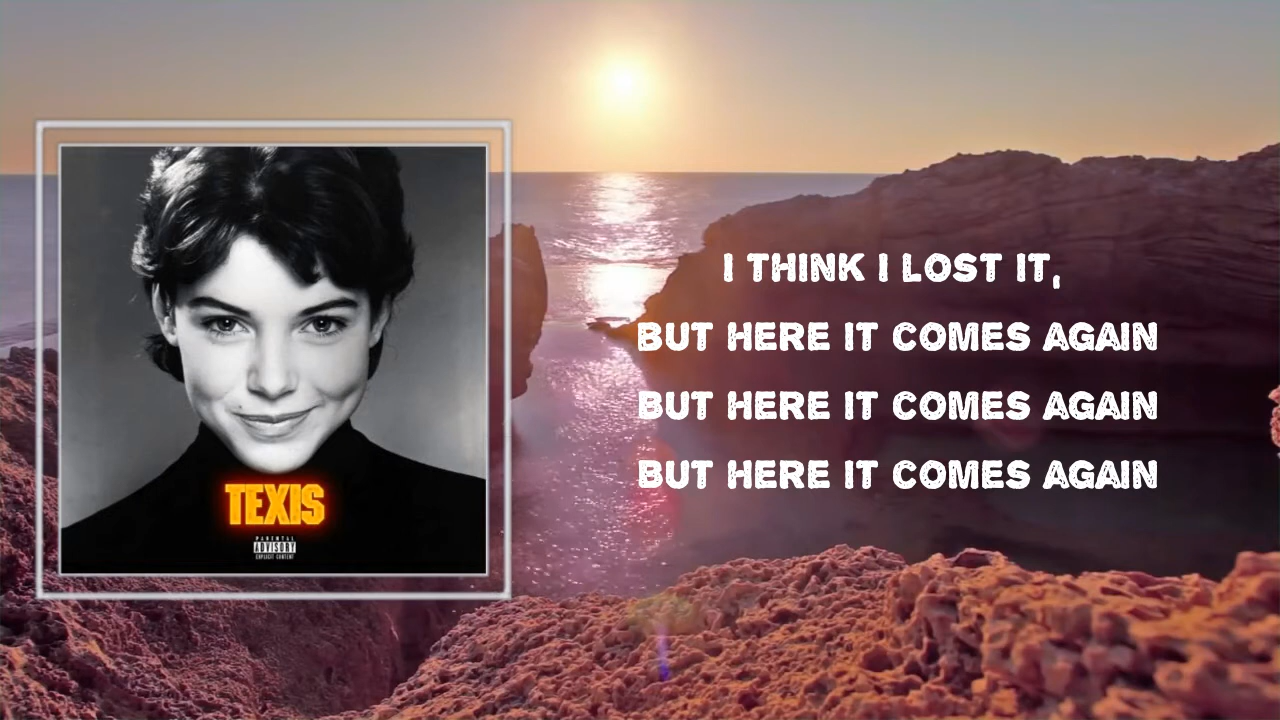 I THINK I LOST IT,
BUT HERE IT COMES AGAIN
BUT HERE IT COMES AGAIN
BUT HERE IT COMES AGAIN
TEXIS
PARENTAL
ADVISORY
EXPLICIT CONTENT